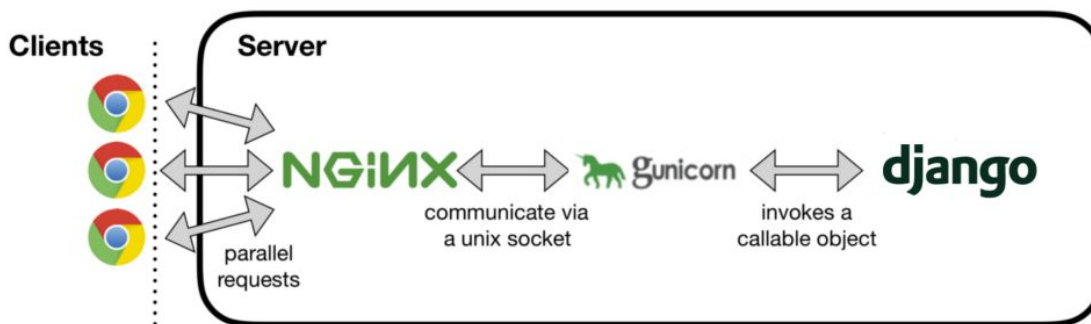 Clients
Server
NGiNX
gunicorn
django
communicate via
a unix socket
invokes a
callable object
parallel
requests